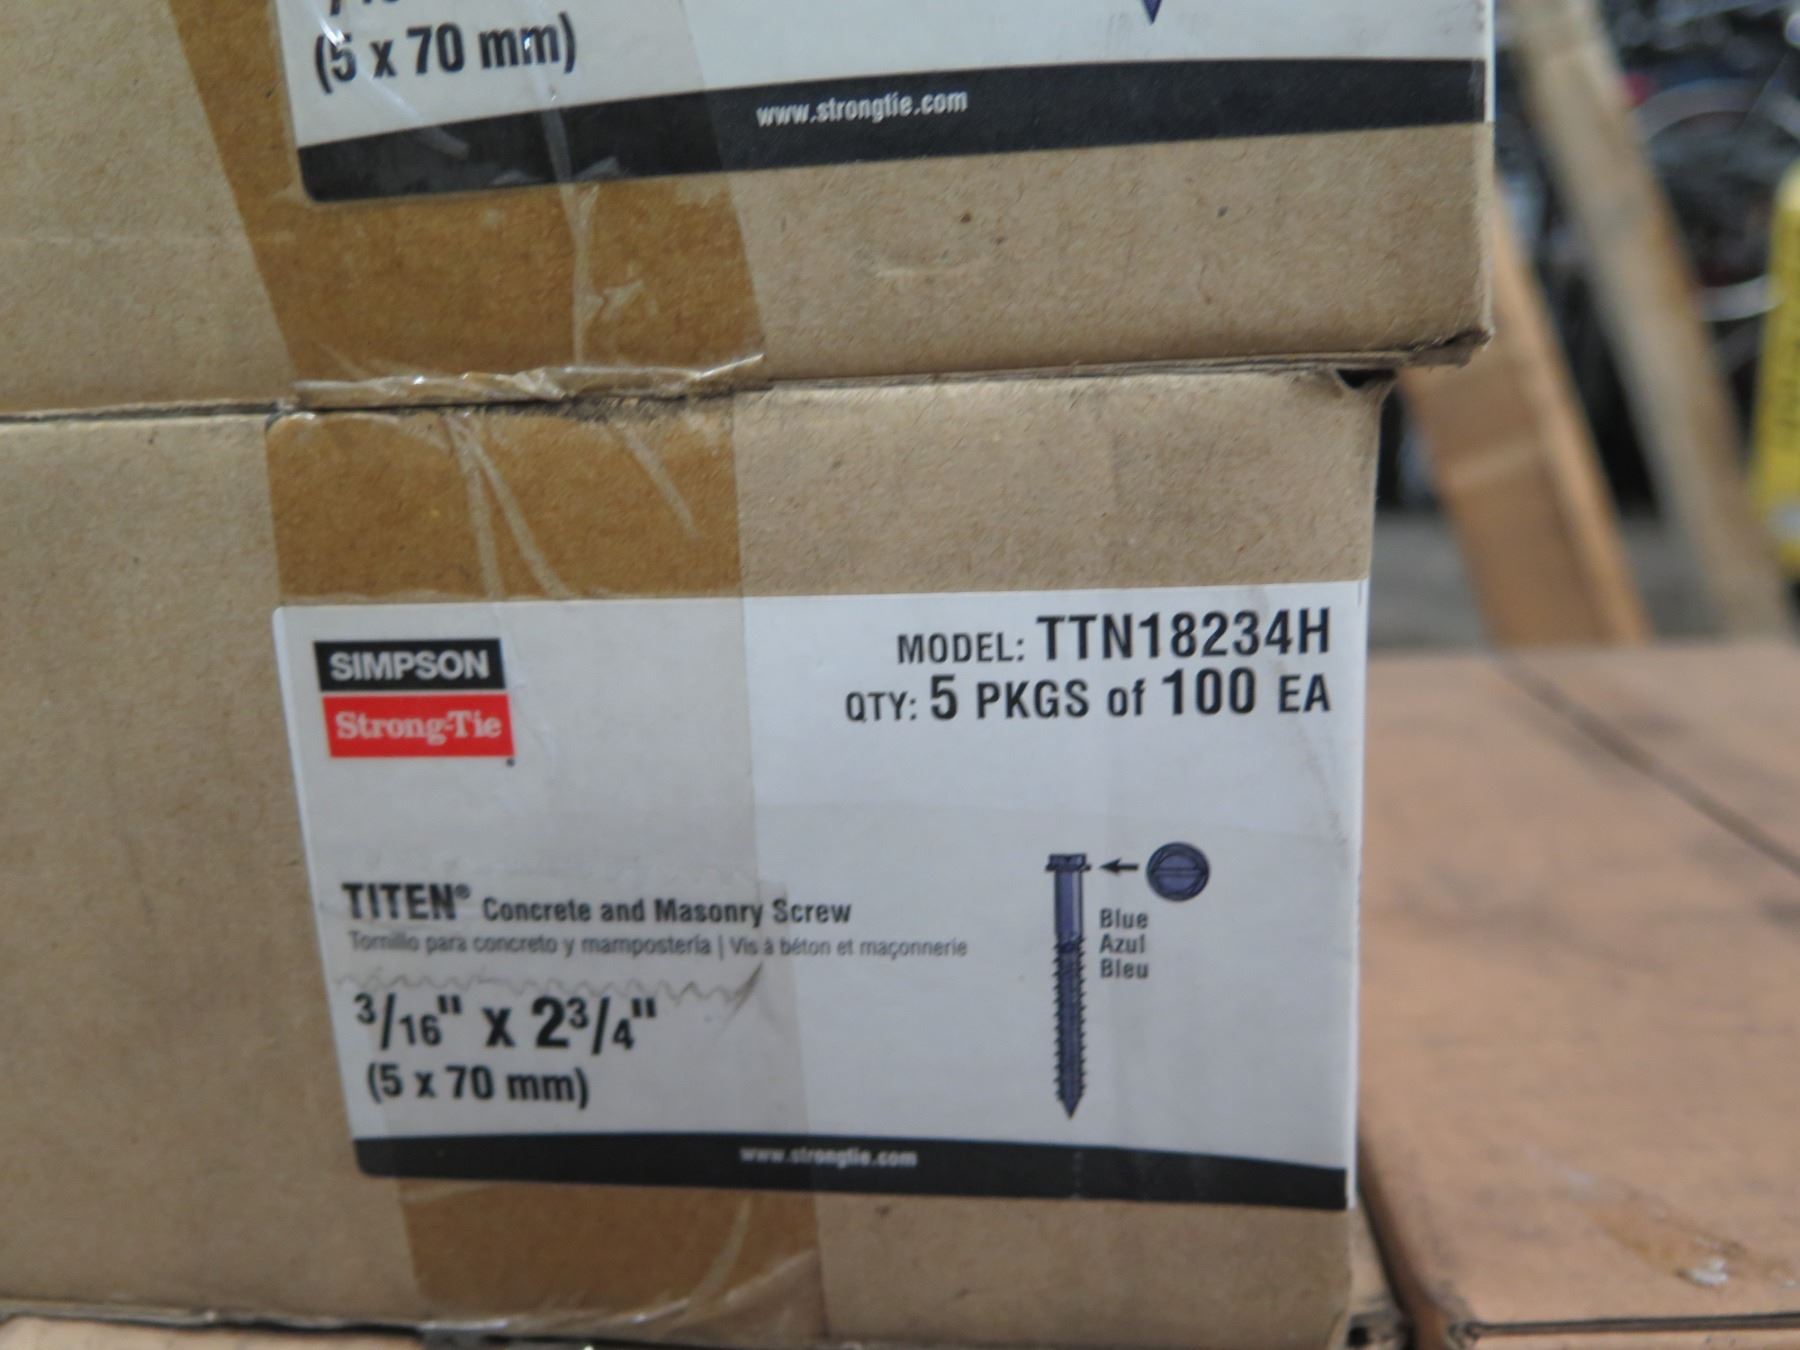 (5 x 70 mm)
www.strongtie.com
SIMPSON
Strong-Tie
MODEL: TTN18234H
QTY: 5 PKGS of 100 EA
TITEN® Concrete and Masonry Screw
Tornillo para concreto y mampostería | Vis à béton et maçonnerie
3/16" x 2 3/4"
(5 x 70 mm)
Blue
Azul
Bleu
www.strongtie.com